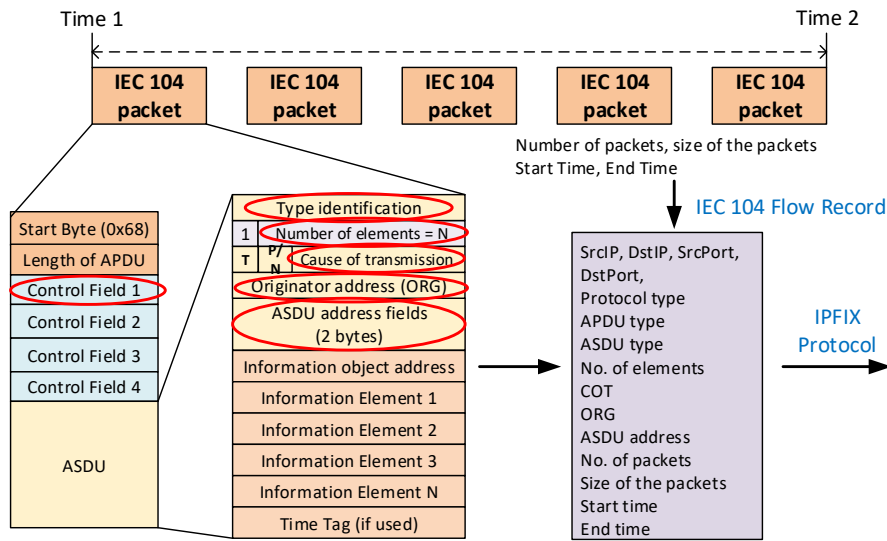 Time 1
Time 2
IEC 104
packet
IEC 104
packet
IEC 104
packet
IEC 104
packet
IEC 104
packet
Number of packets, size of the packets
Start Time, End Time
Start Byte (0x68)
Length of APDU
Control Field 1
Control Field 2
Control Field 3
Control Field 4
ASDU
Type identification
1 Number of elements = N
T P/N Cause of transmission
Originator address (ORG)
ASDU address fields
(2 bytes)
Information object address
Information Element 1
Information Element 2
Information Element 3
Information Element N
Time Tag (if used)
IEC 104 Flow Record
SrcIP, DstIP, SrcPort,
DstPort,
Protocol type
APDU type
ASDU type
No. of elements
COT
ORG
ASDU address
No. of packets
Size of the packets
Start time
End time
IPFIX
Protocol